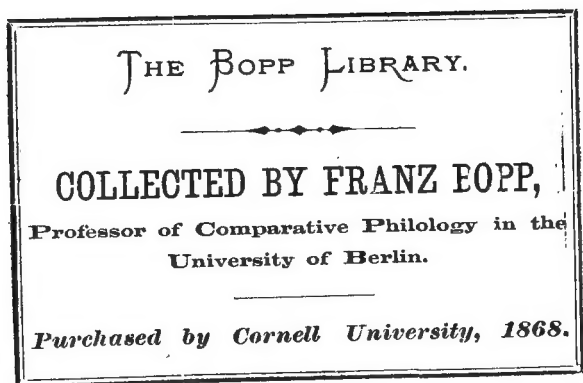 THE BOPP LIBRARY.
COLLECTED BY FRANZ BOPP,
Professor of Comparative Philology in the
University of Berlin.
Purchased by Cornell University, 1868.